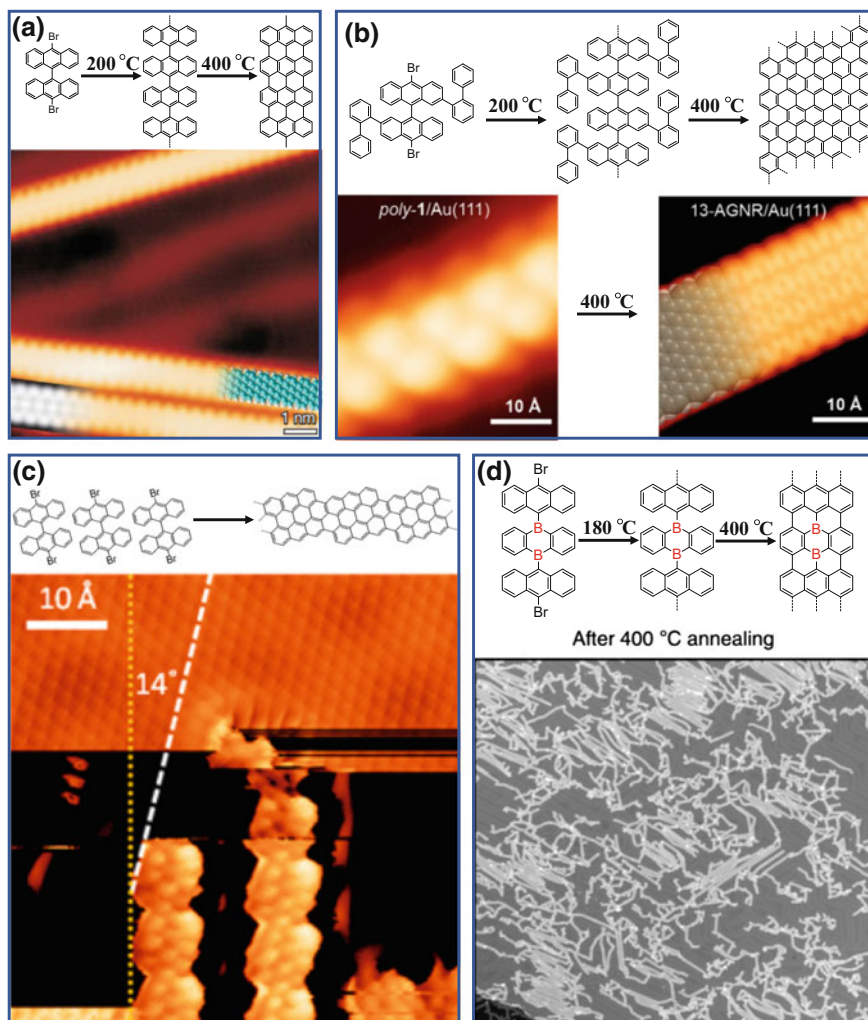 (a)
Br
200 °C
400 °C
Br
1 nm
(b)
Br
200 °C
400 °C
Br
poly-1/Au(111)
13-AGNR/Au(111)
400 °C
10 Å
10 Å
(c)
Br
Br
Br
Br
Br
Br
10 Å
14°
(d)
Br
B
B
B
B
B
B
180 °C
400 °C
Br
After 400 °C annealing